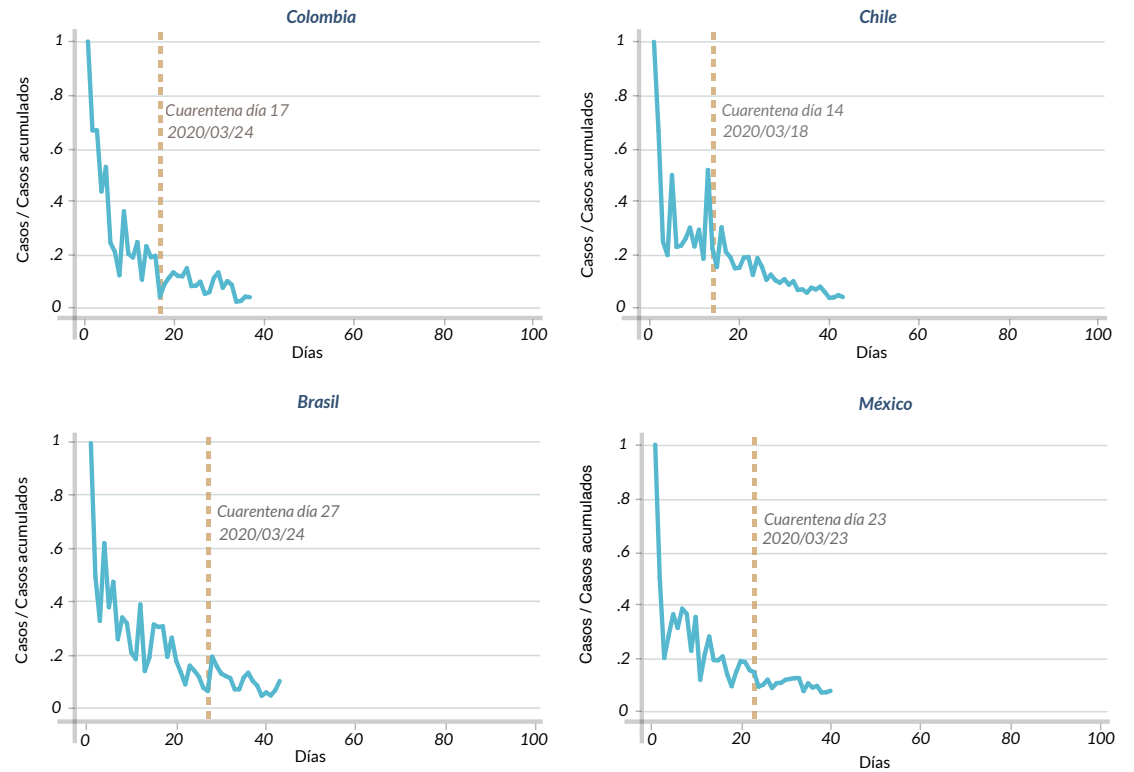 Colombia
Casos / Casos acumulados
1
.8
.6
.4
.2
0
Cuarentena día 17
2020/03/24
0 20 40 60 80 100
Días
Chile
Casos / Casos acumulados
1
.8
.6
.4
.2
0
Cuarentena día 14
2020/03/18
0 20 40 60 80 100
Días
Brasil
Casos / Casos acumulados
1
.8
.6
.4
.2
0
Cuarentena día 27
2020/03/24
0 20 40 60 80 100
Días
México
Casos / Casos acumulados
1
.8
.6
.4
.2
0
Cuarentena día 23
2020/03/23
0 20 40 60 80 100
Días